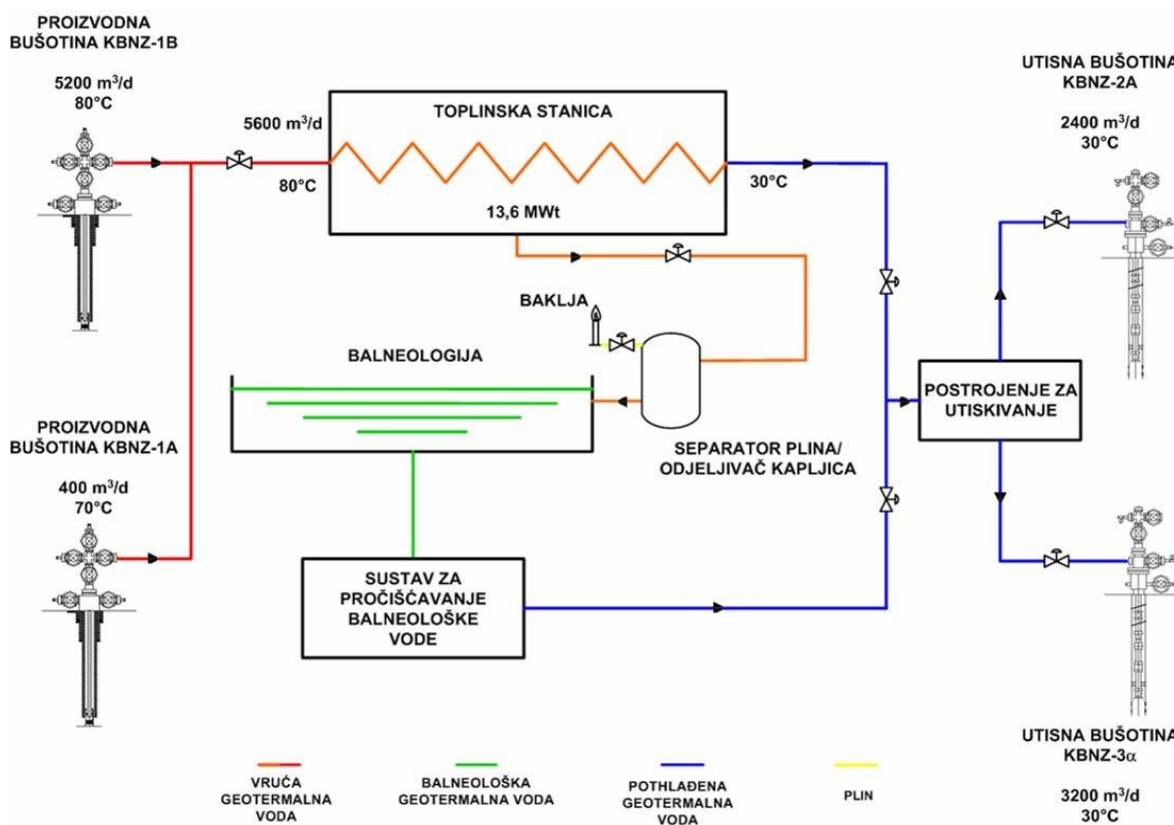 PROIZVODNA
BUŠOTINA KBNZ-1B
5200 m³/d
80°C
5600 m³/d
80°C
TOPLINSKA STANICA
13,6 MWt
30°C
UTISNA BUŠOTINA
KBNZ-2A
2400 m³/d
30°C
BAKLJA
BALNEOLOGIJA
SEPARATOR PLINA/
ODJELJIVAČ KAPLJICA
POSTROJENJE ZA
UTISKIVANJE
PROIZVODNA
BUŠOTINA KBNZ-1A
400 m³/d
70°C
SUSTAV ZA
PROČIŠĆAVANJE
BALNEOLOŠKE
VODE
UTISNA BUŠOTINA
KBNZ-3α
3200 m³/d
30°C
VRUĆA
GEOTERMALNA
VODA
BALNEOLOŠKA
GEOTERMALNA VODA
POTHLAĐENA
GEOTERMALNA
VODA
PLIN